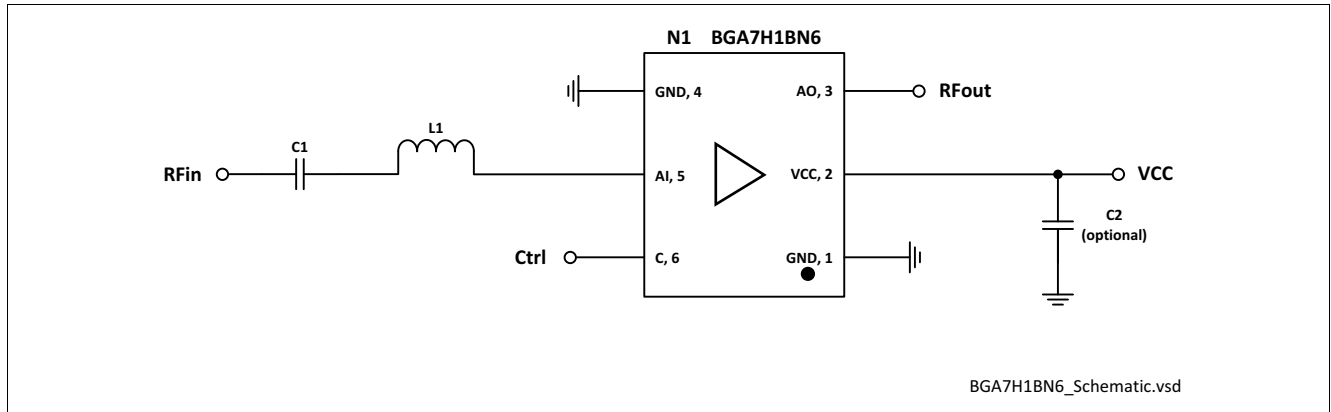 N1 BGA7H1BN6
GND, 4
AO, 3
RFout
C1
L1
RFin
AI, 5
VCC, 2
VCC
C2
(optional)
Ctrl
C, 6
GND, 1
BGA7H1BN6_Schematic.vsd